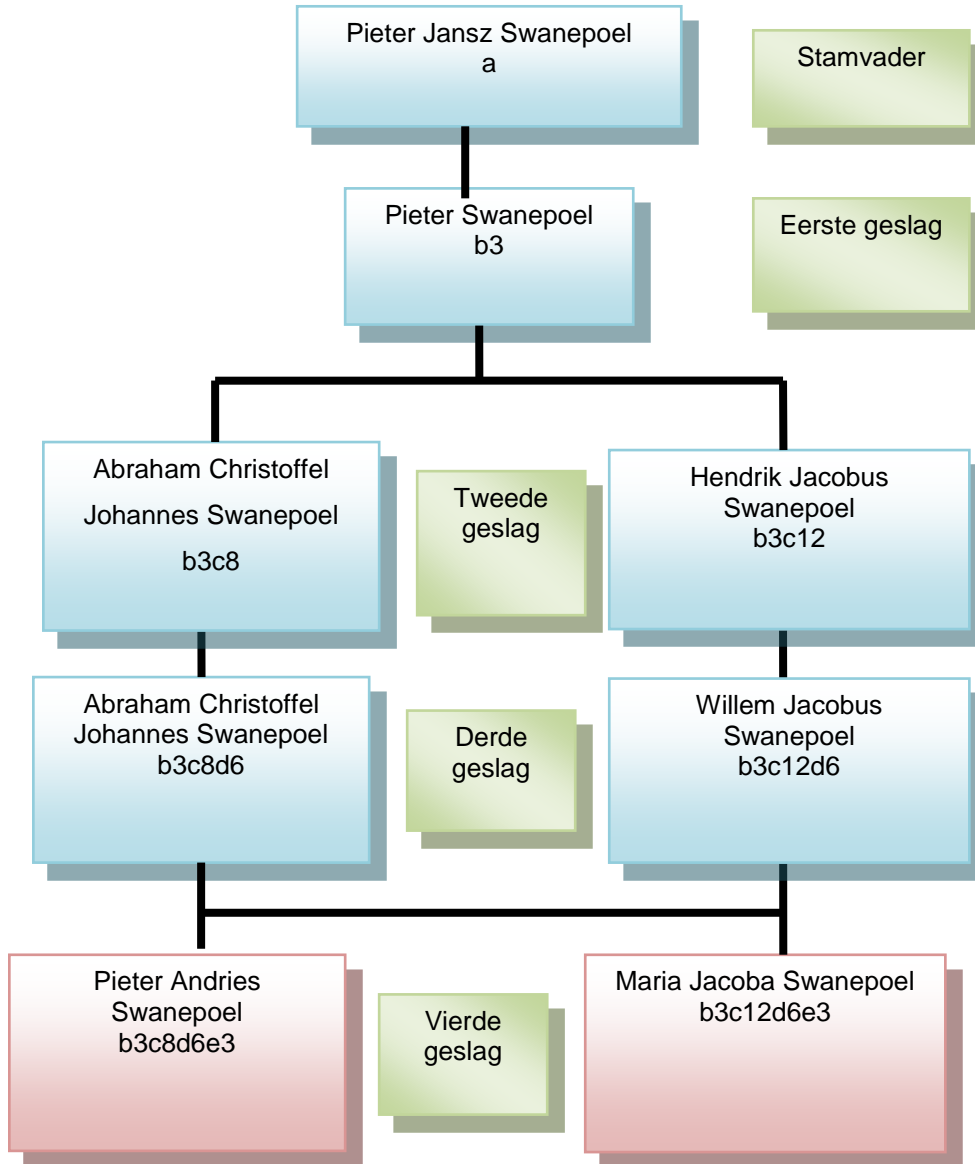 Pieter Jansz Swanepoel
a
Stamvader
Pieter Swanepoel
b3
Eerste geslag
Abraham Christoffel
Johannes Swanepoel
b3c8
Tweede
geslag
Hendrik Jacobus
Swanepoel
b3c12
Abraham Christoffel
Johannes Swanepoel
b3c8d6
Derde
geslag
Willem Jacobus
Swanepoel
b3c12d6
Pieter Andries
Swanepoel
b3c8d6e3
Vierde
geslag
Maria Jacoba Swanepoel
b3c12d6e3